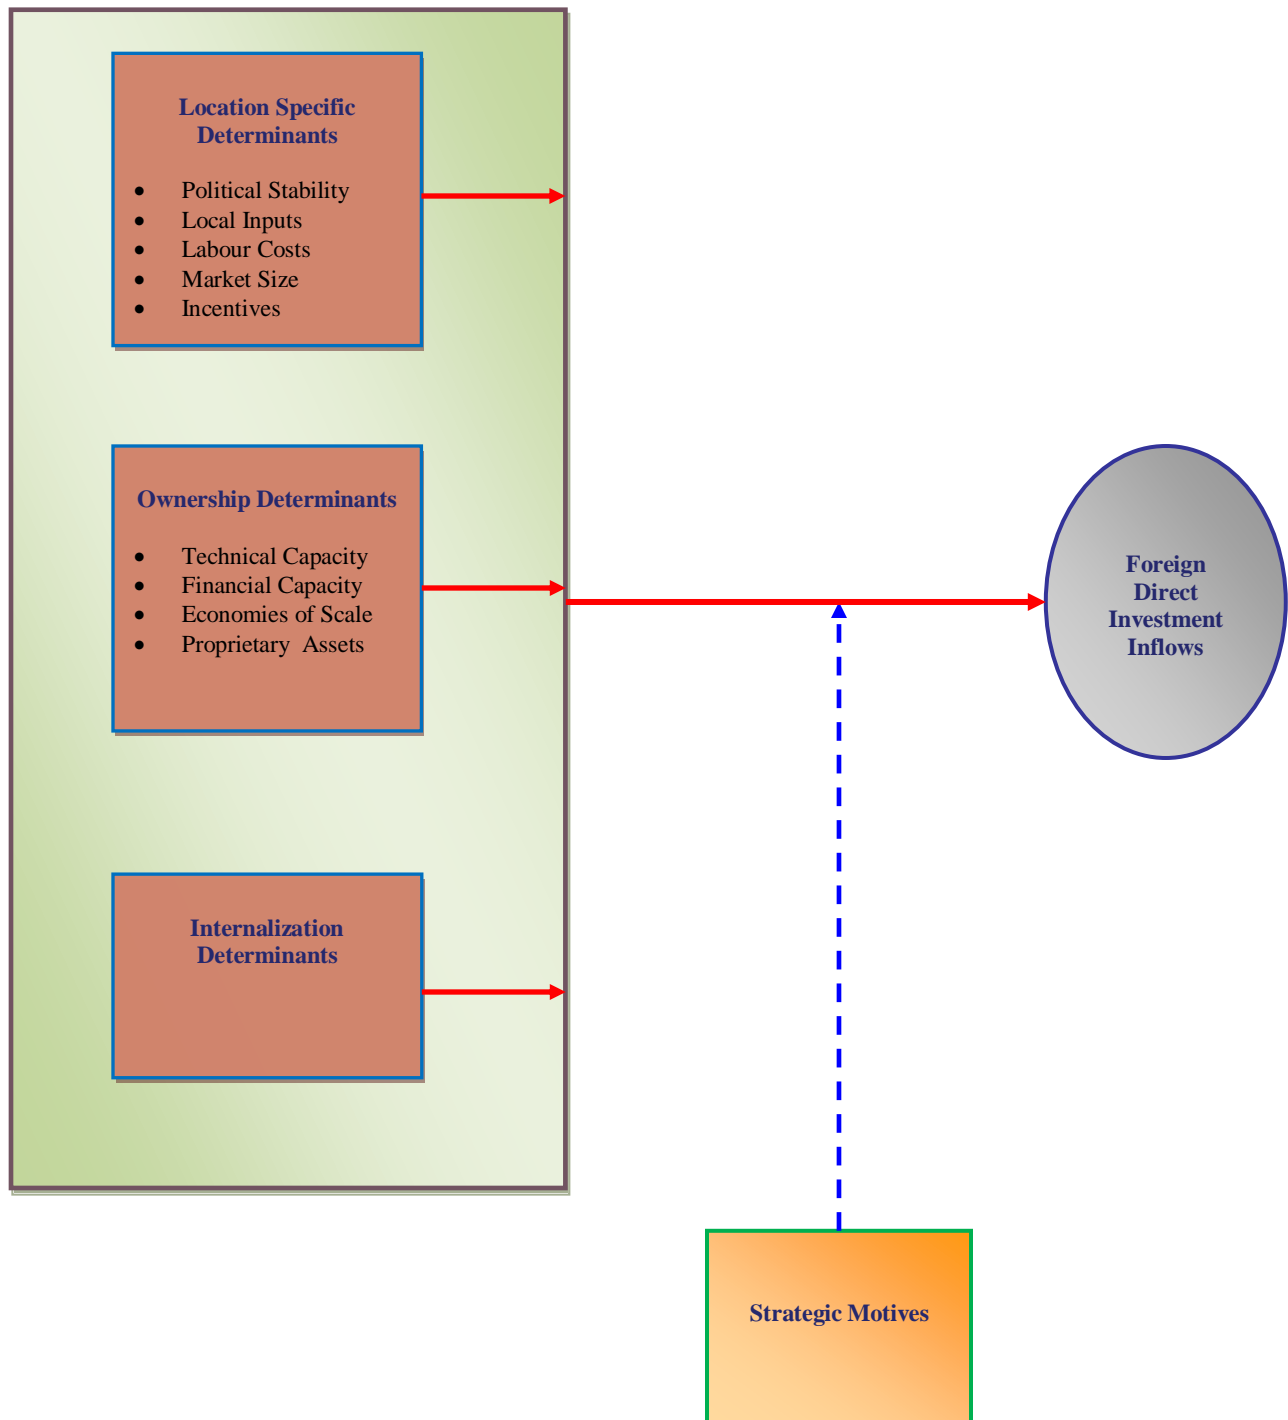 Location Specific
Determinants
• Political Stability
• Local Inputs
• Labour Costs
• Market Size
• Incentives
Ownership Determinants
• Technical Capacity
• Financial Capacity
• Economies of Scale
• Proprietary  Assets
Internalization
Determinants
Foreign
Direct
Investment
Inflows
Strategic Motives